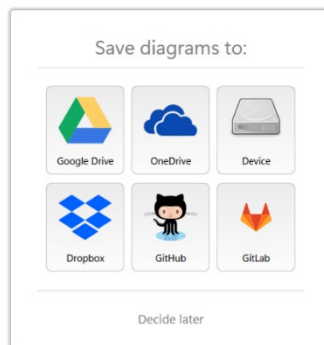 Save diagrams to:
Google Drive OneDrive Device
Dropbox GitHub GitLab
Decide later